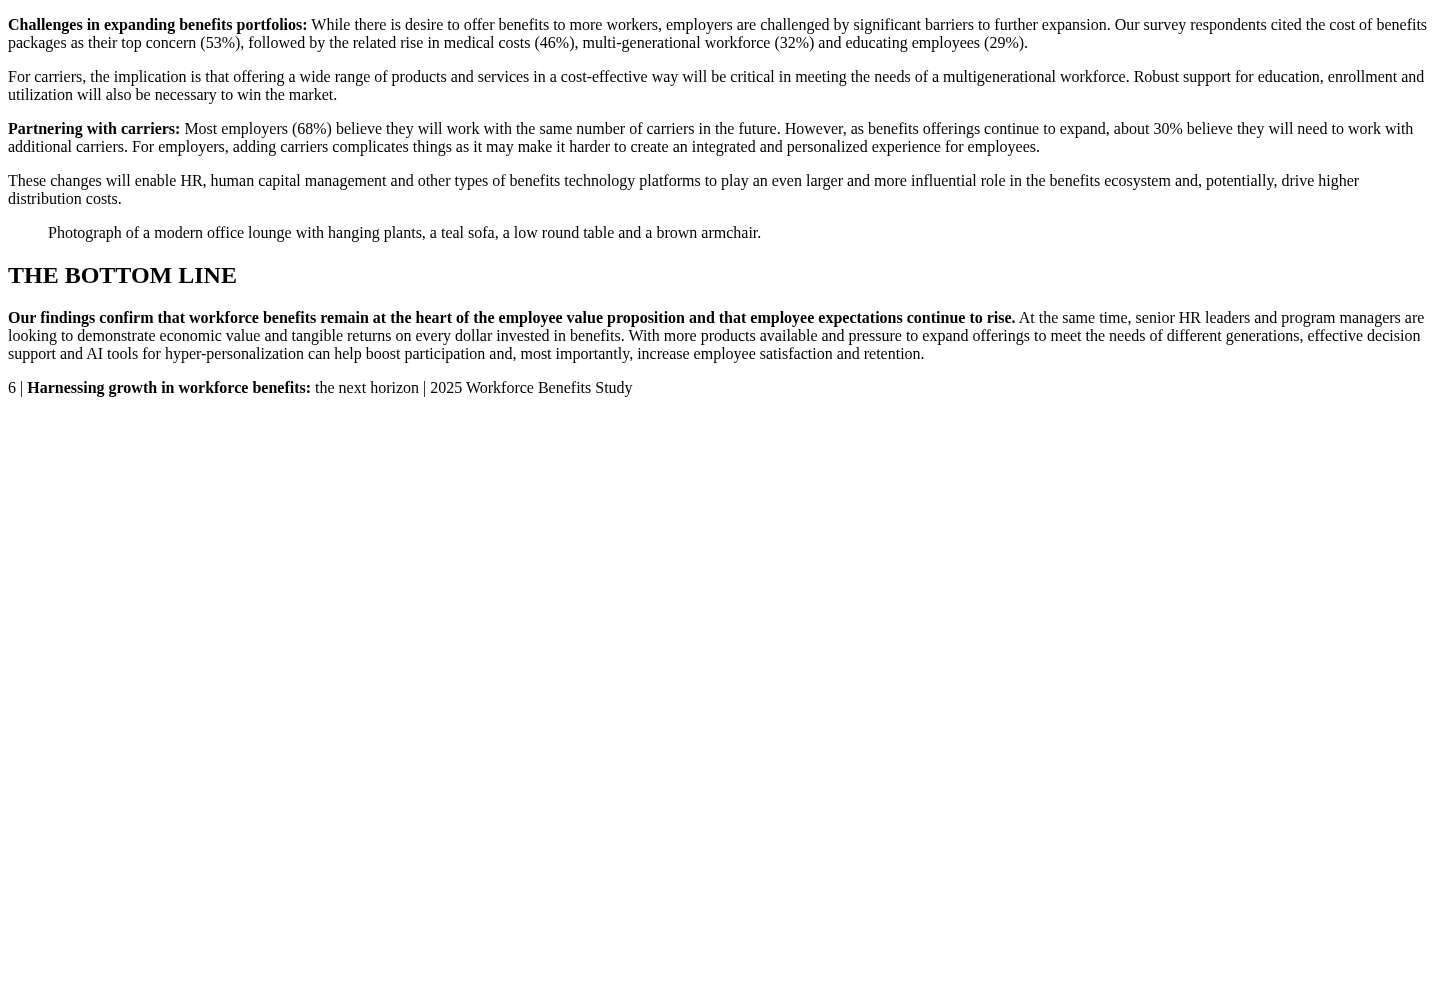 Challenges in expanding benefits portfolios: While there is desire to offer benefits to more workers, employers are challenged by significant barriers to further expansion. Our survey respondents cited the cost of benefits
packages as their top concern (53%), followed by the related rise in medical costs (46%), multi-generational workforce (32%) and educating employees (29%).
For carriers, the implication is that offering a wide range of products and services in a cost-effective way will be critical in meeting the needs of a multigenerational workforce. Robust support for education, enrollment and
utilization will also be necessary to win the market.
Partnering with carriers: Most employers (68%) believe they will work with the same number of carriers in the future. However, as benefits offerings continue to expand, about 30% believe they will need to work with
additional carriers. For employers, adding carriers complicates things as it may make it harder to create an integrated and personalized experience for employees.
These changes will enable HR, human capital management and other types of benefits technology platforms to play an even larger and more influential role in the benefits ecosystem and, potentially, drive higher
distribution costs.
Photograph of a modern office lounge with hanging plants, a teal sofa, a low round table and a brown armchair.
THE BOTTOM LINE
Our findings confirm that workforce benefits remain at the heart of the employee value proposition and that employee expectations continue to rise. At the same time, senior HR leaders and program managers are
looking to demonstrate economic value and tangible returns on every dollar invested in benefits. With more products available and pressure to expand offerings to meet the needs of different generations, effective decision
support and AI tools for hyper-personalization can help boost participation and, most importantly, increase employee satisfaction and retention.
6 | Harnessing growth in workforce benefits: the next horizon | 2025 Workforce Benefits Study